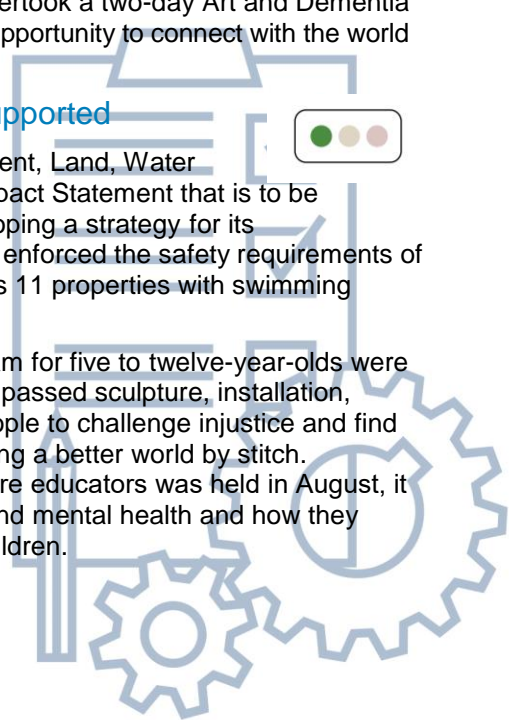 ertook a two-day Art and Dementia
pportunity to connect with the world
pported
ent, Land, Water
pact Statement that is to be
ping a strategy for its
enforced the safety requirements of
s 11 properties with swimming
am for five to twelve-year-olds were
passed sculpture, installation,
ple to challenge injustice and find
ng a better world by stitch.
re educators was held in August, it
nd mental health and how they
ldren.